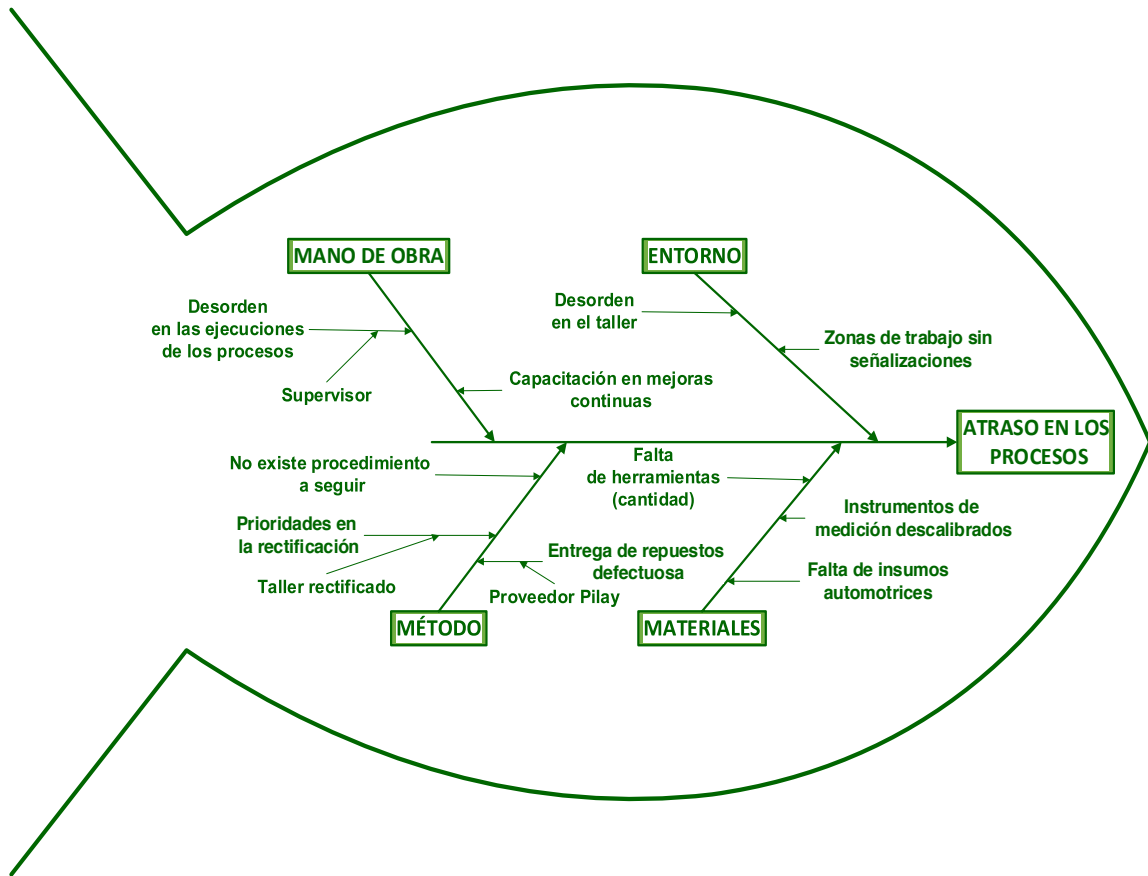 MANO DE OBRA
ENTORNO
Desorden
en las ejecuciones
de los procesos
Supervisor
Capacitación en mejoras
continuas
Desorden
en el taller
Zonas de trabajo sin
señalizaciones
ATRASO EN LOS
PROCESOS
No existe procedimiento
a seguir
Prioridades en
la rectificación
Taller rectificado
Entrega de repuestos
defectuosa
Proveedor Pilay
Falta
de herramientas
(cantidad)
Instrumentos de
medición descalibrados
Falta de insumos
automotrices
MÉTODO
MATERIALES